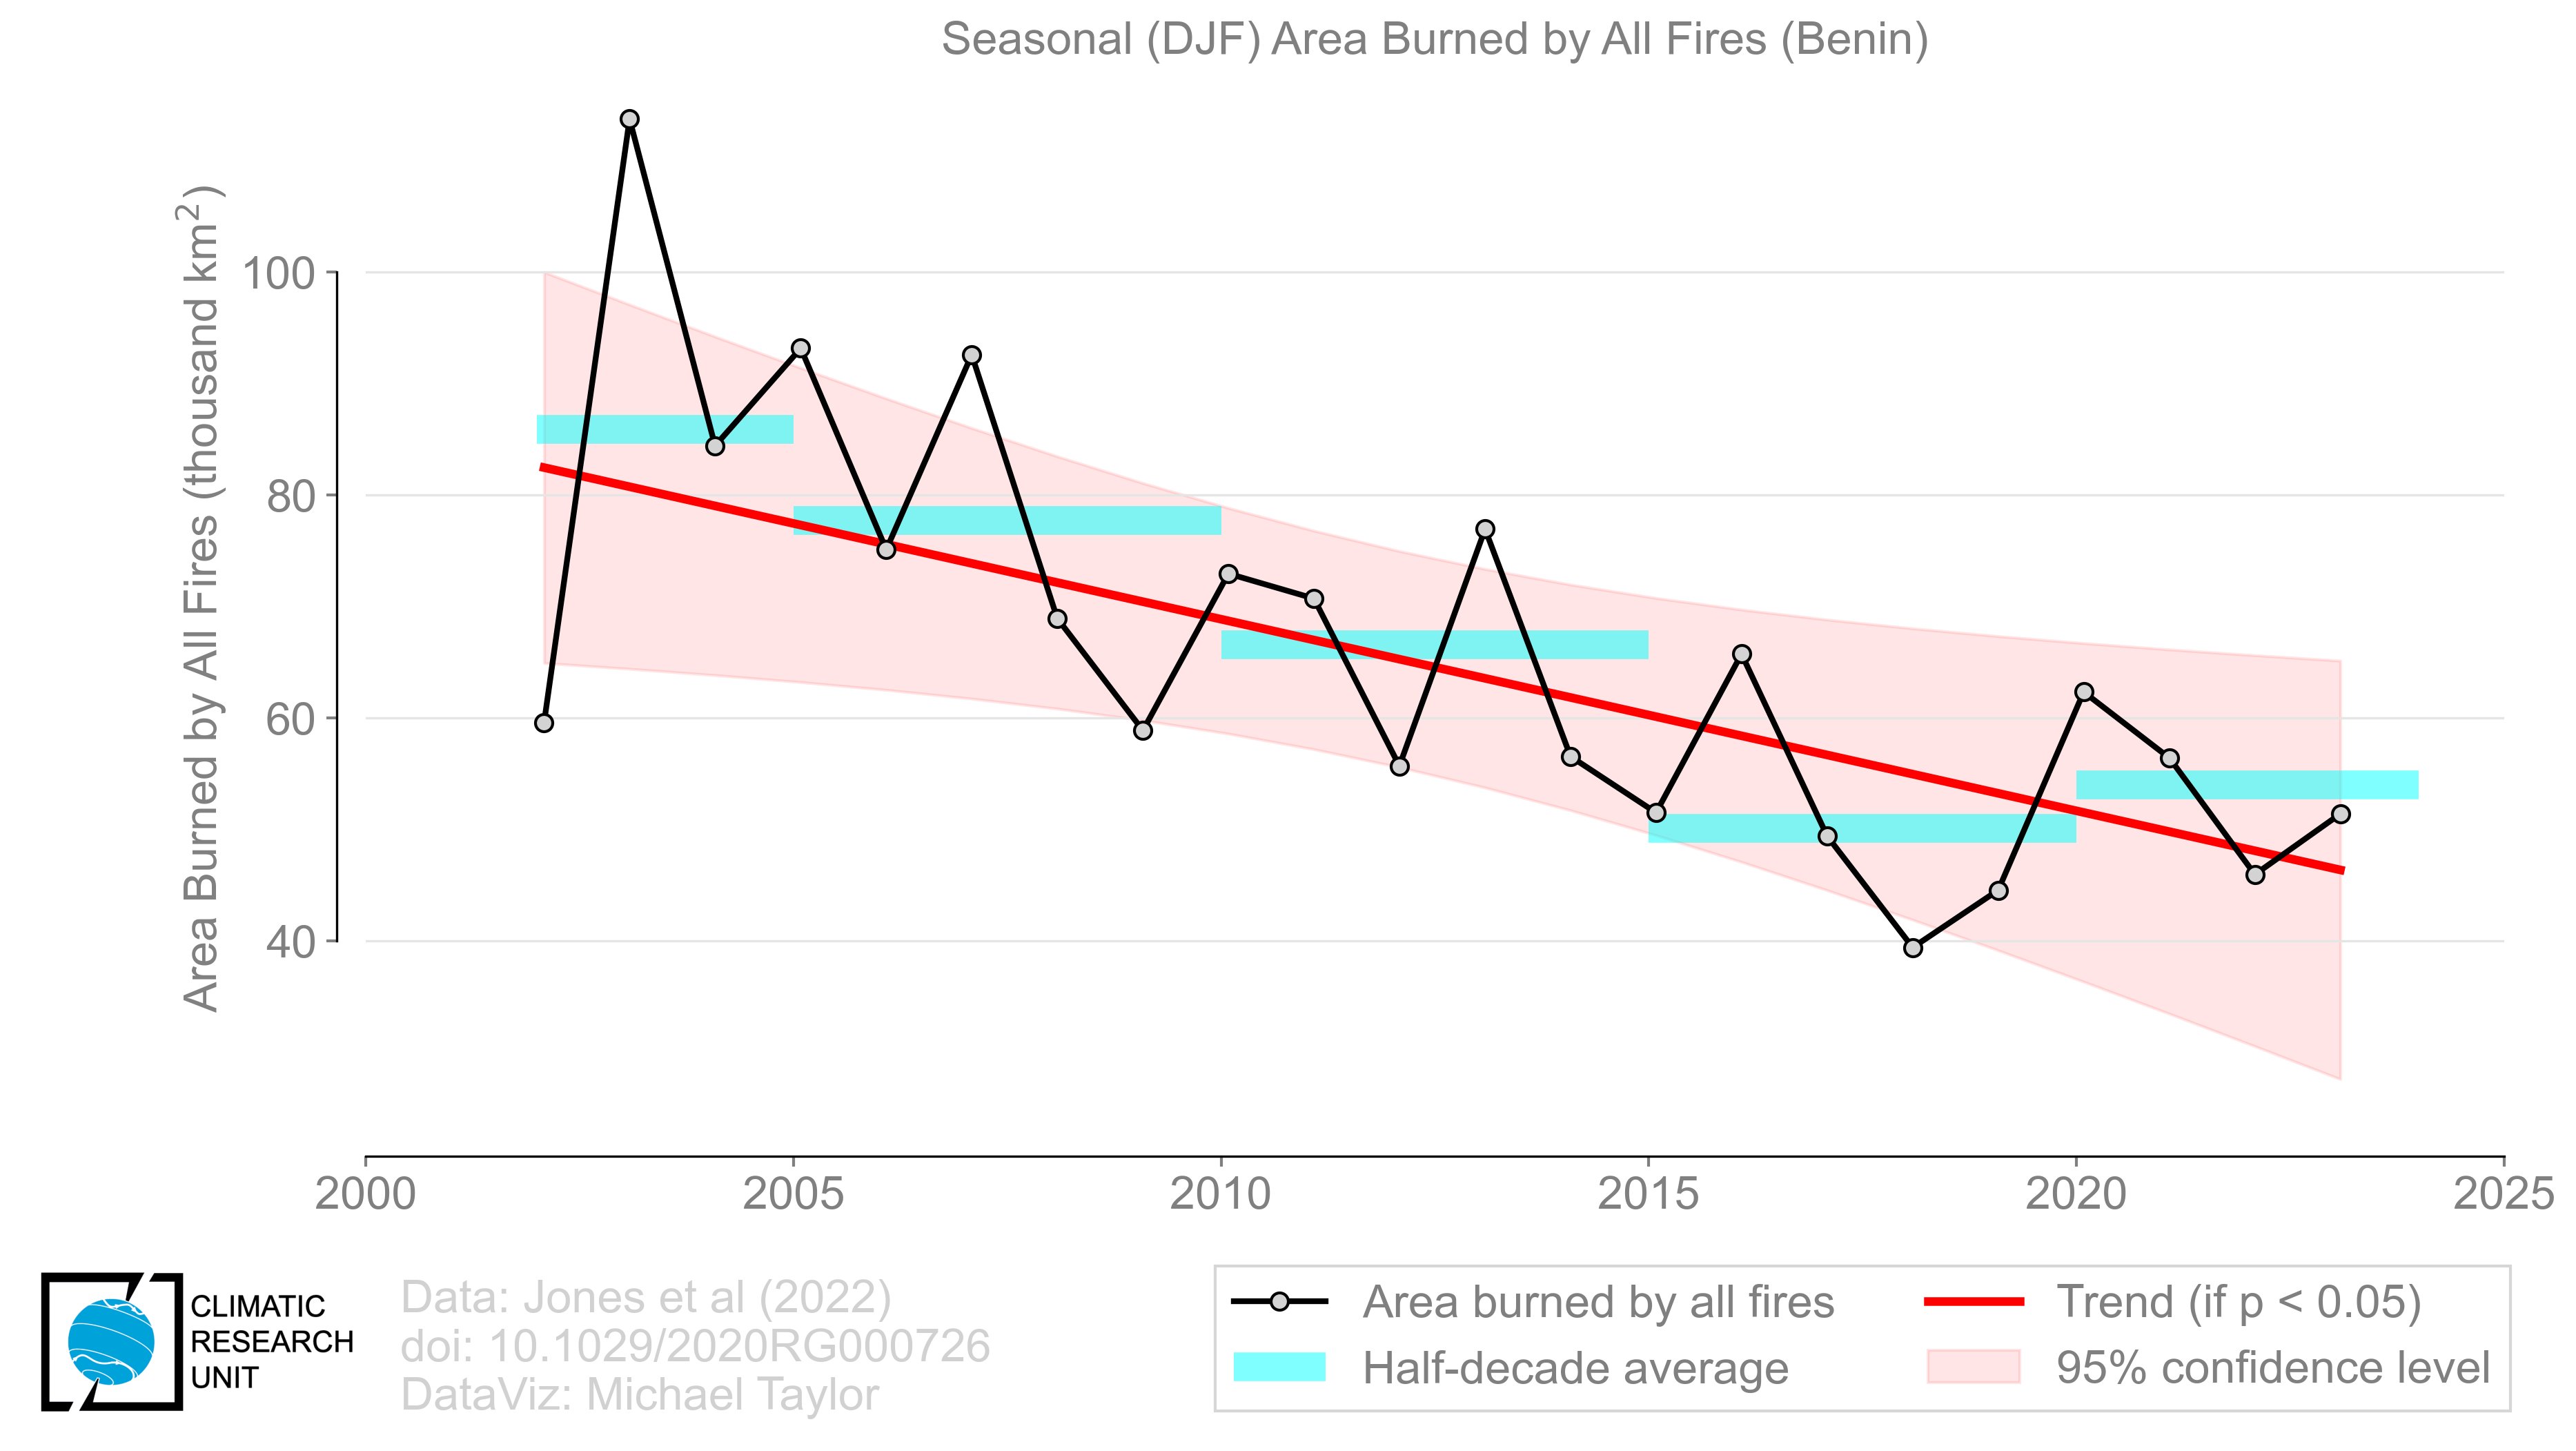 Seasonal (DJF) Area Burned by All Fires (Benin)
Area Burned by All Fires (thousand km²)
100
80
60
40
2000
2005
2010
2015
2020
2025
CLIMATIC
RESEARCH
UNIT
Data: Jones et al (2022)
doi: 10.1029/2020RG000726
DataViz: Michael Taylor
Area burned by all fires
Half-decade average
Trend (if p < 0.05)
95% confidence level